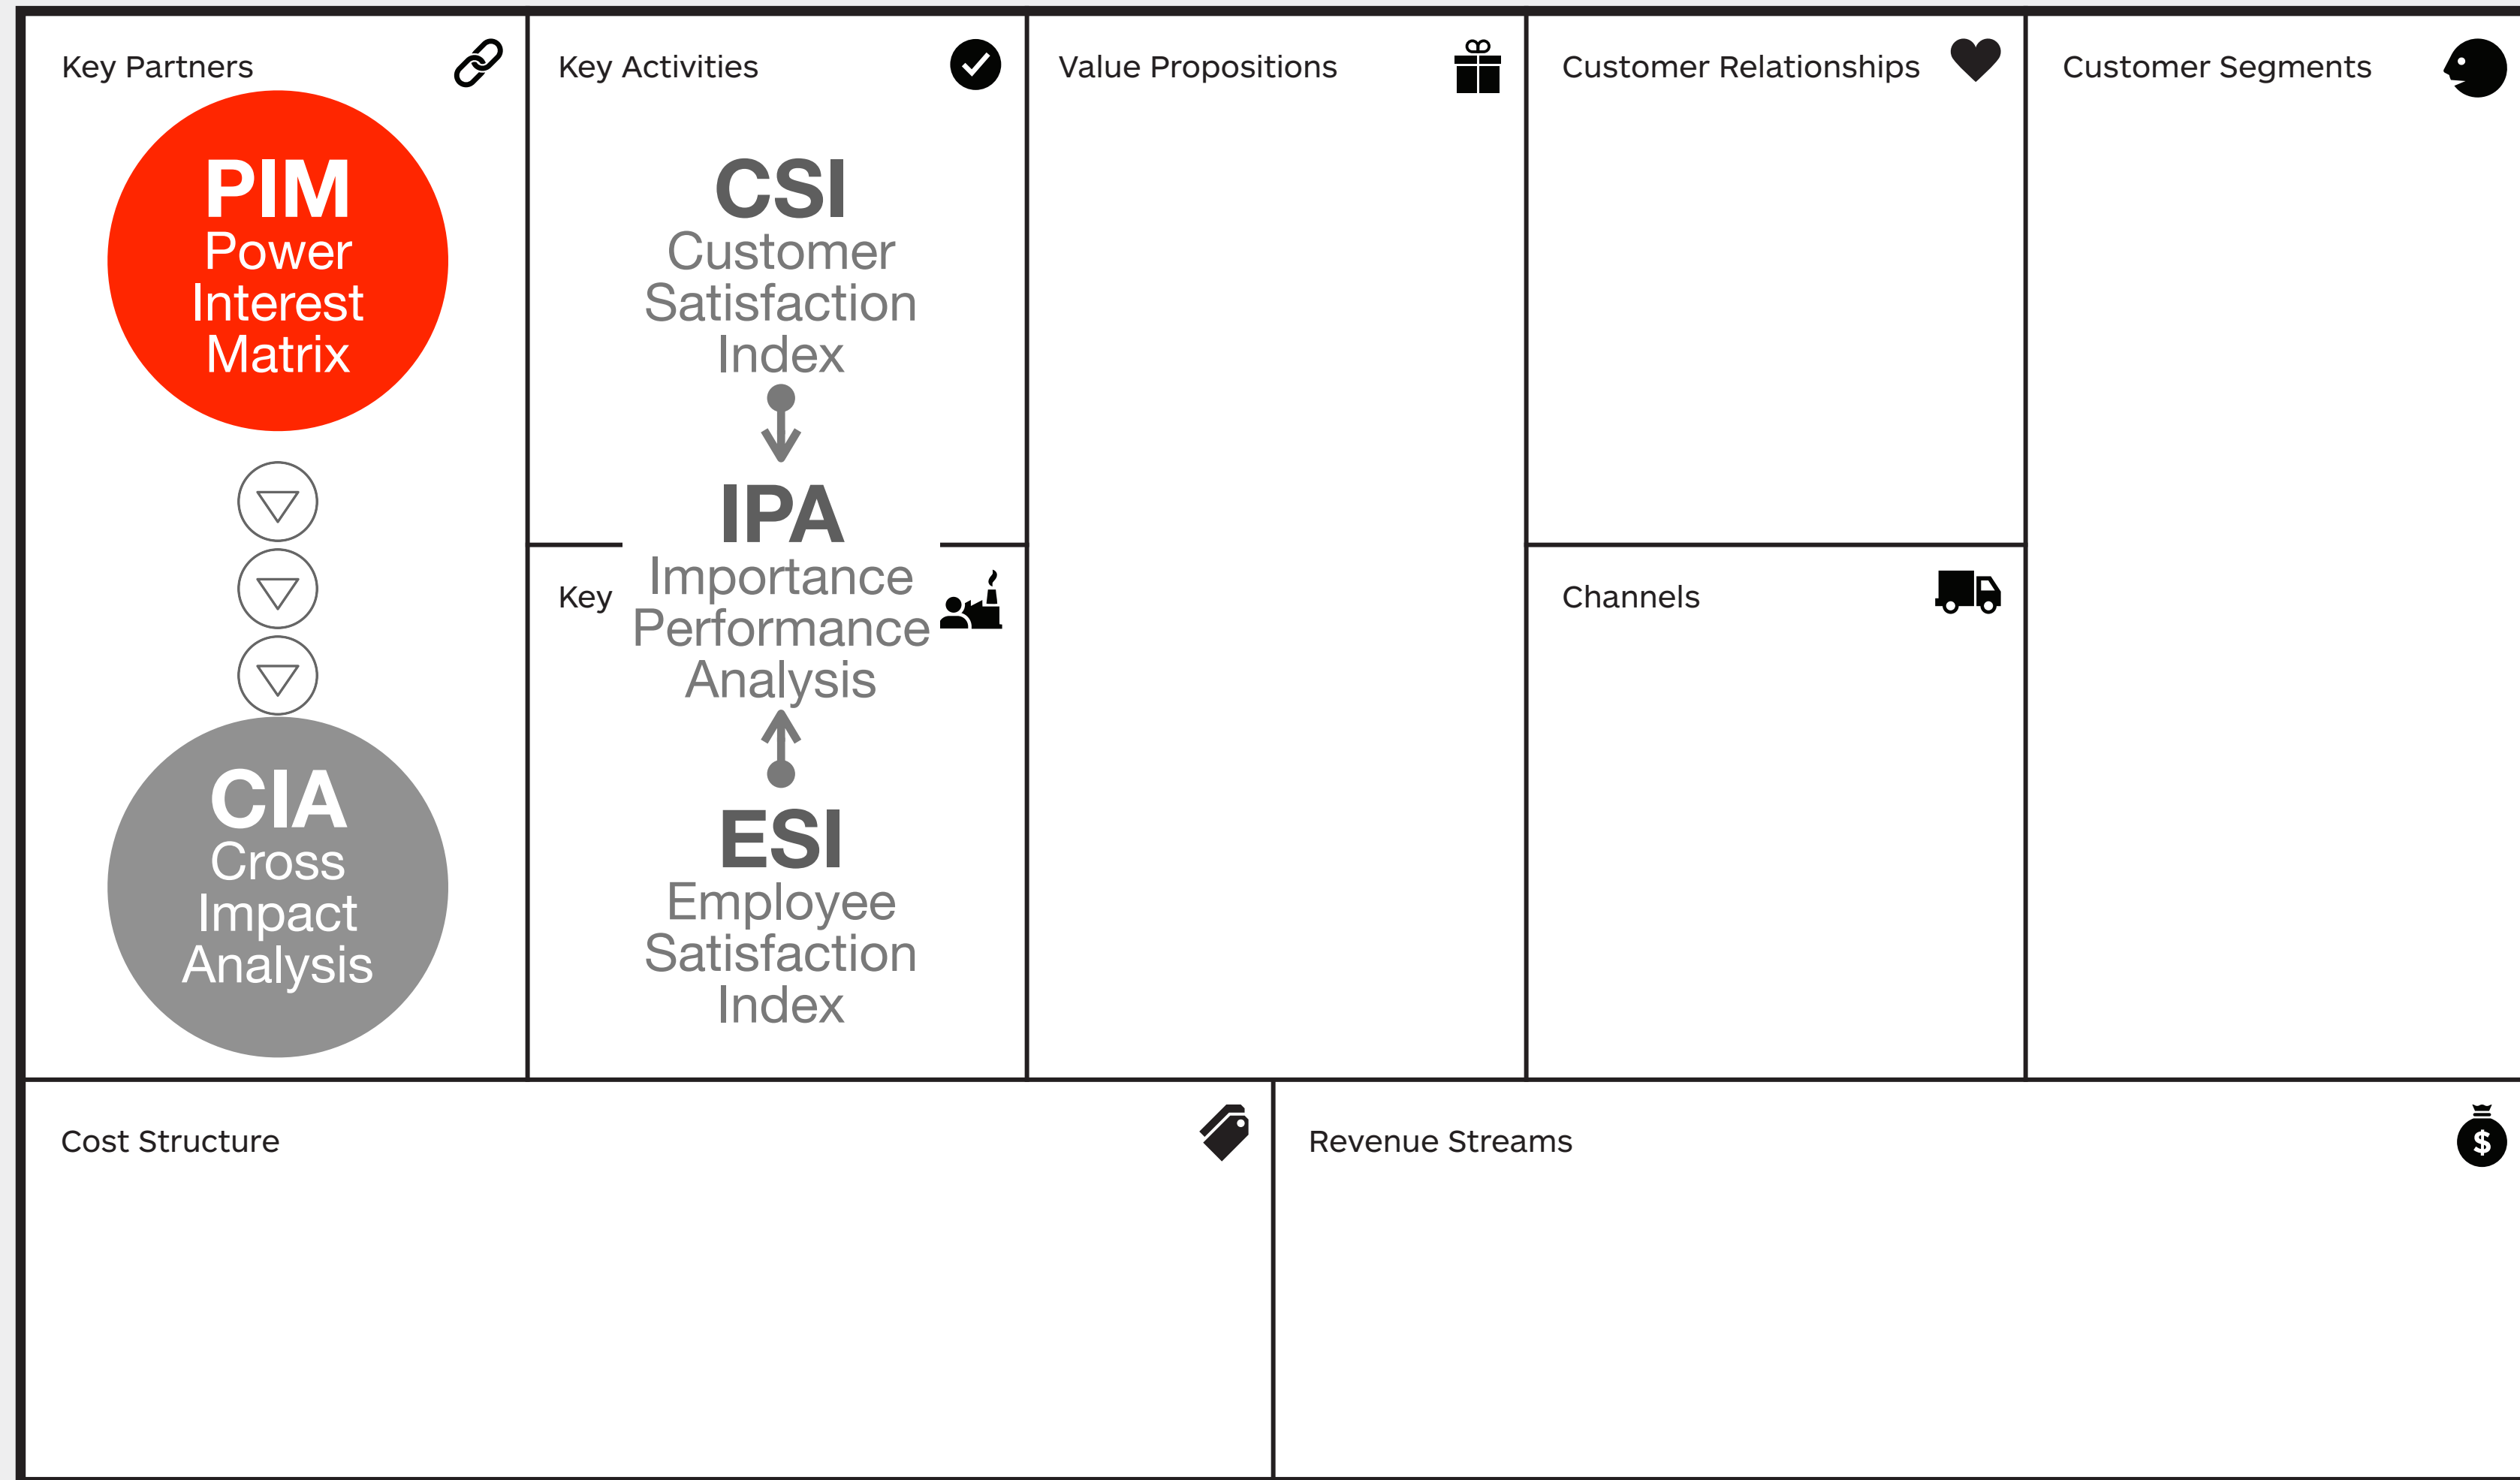 Key Partners
PIM
Power
Interest
Matrix
CIA
Cross
Impact
Analysis
Key Activities
CSI
Customer
Satisfaction
Index
Key
IPA
Importance
Performance
Analysis
ESI
Employee
Satisfaction
Index
Value Propositions
Customer Relationships
Channels
Customer Segments
Cost Structure
Revenue Streams
$